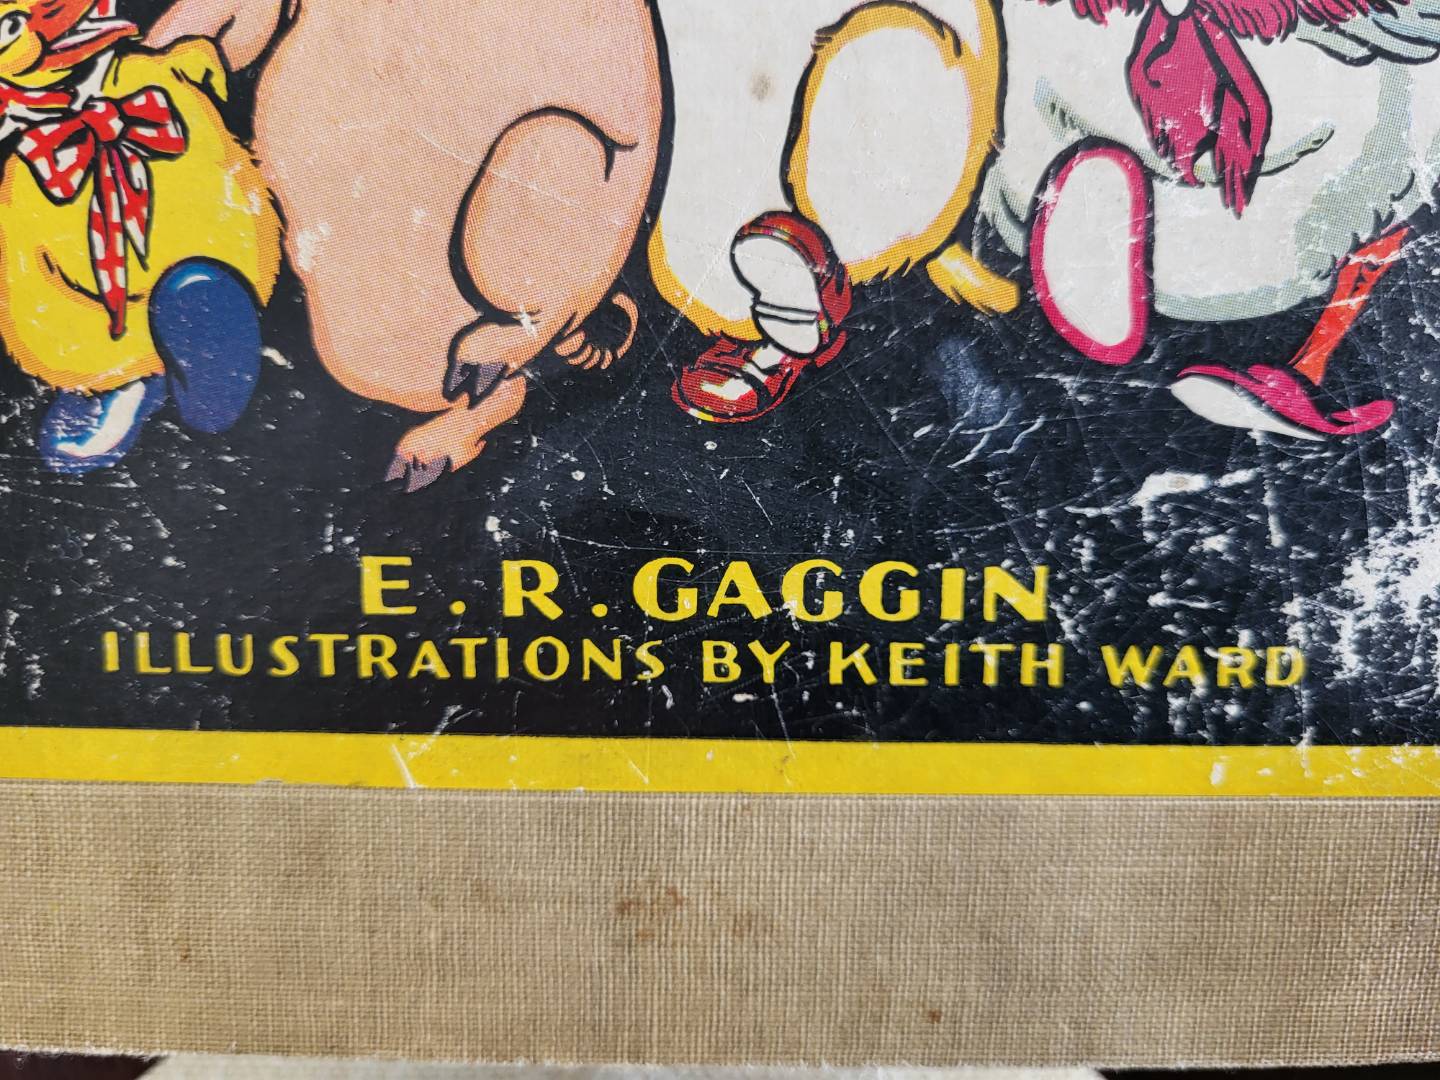 E. R. GAGGIN
ILLUSTRATIONS BY KEITH WARD